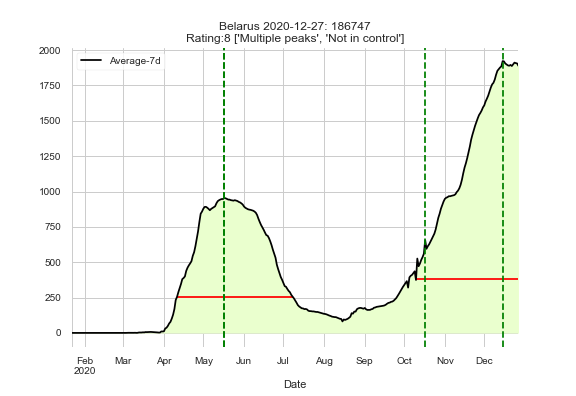 Belarus 2020-12-27: 186747
Rating:8 ['Multiple peaks', 'Not in control']
Average-7d
2000
1750
1500
1250
1000
750
500
250
0
Feb Mar Apr May Jun Jul Aug Sep Oct Nov Dec
2020
Date